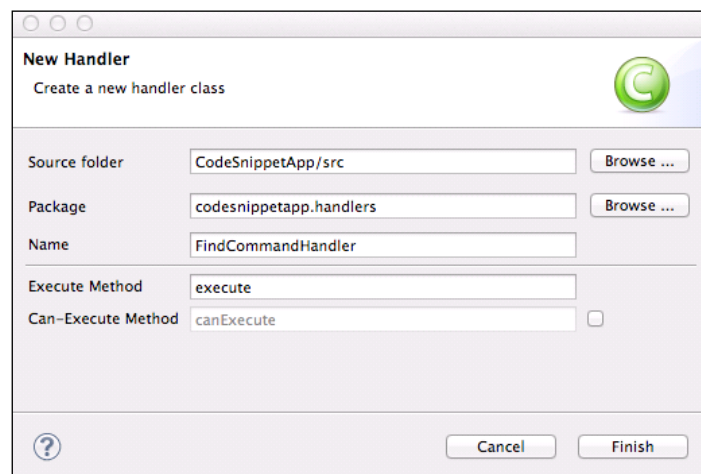 New Handler
Create a new handler class
C
Source folder CodeSnippetApp/src Browse ...
Package codesnippetapp.handlers Browse ...
Name FindCommandHandler
Execute Method execute
Can-Execute Method canExecute
? Cancel Finish